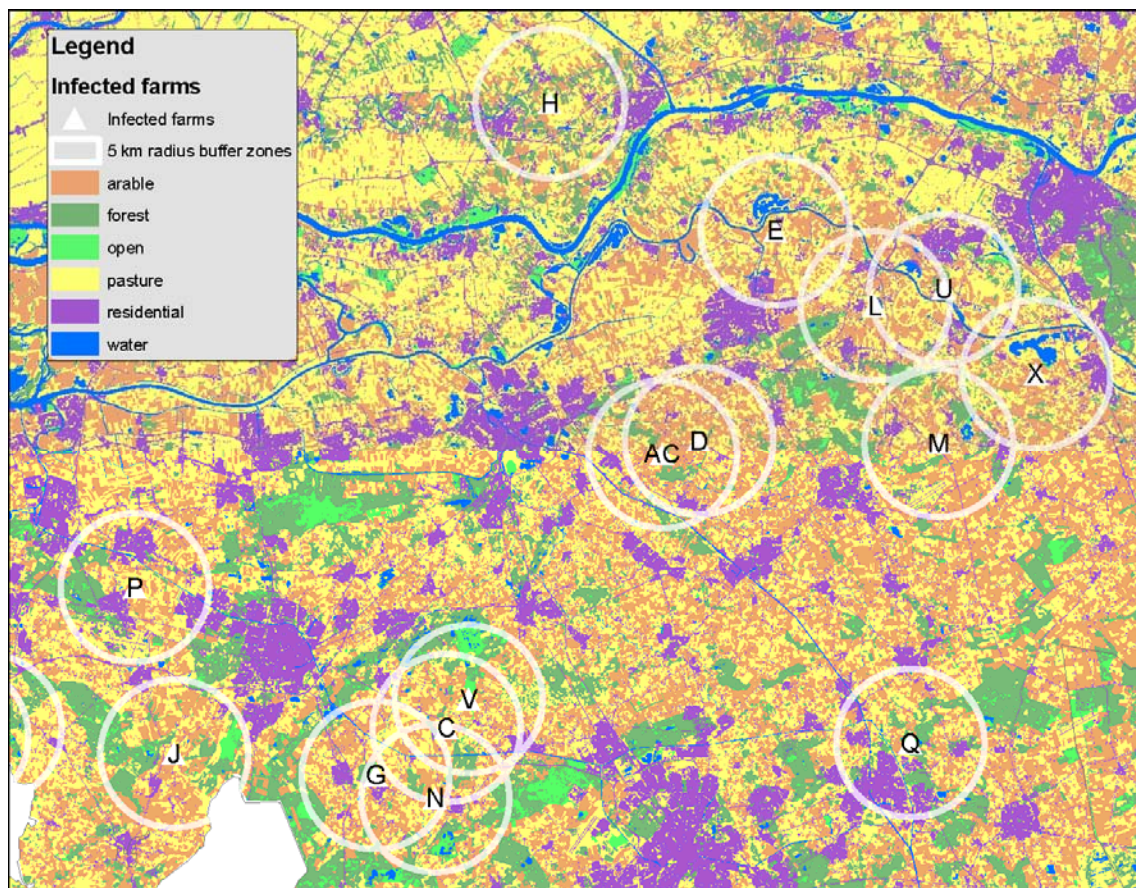 Legend
Infected farms
Infected farms
5 km radius buffer zones
arable
forest
open
pasture
residential
water
H
E
U
L
X
D
AC
M
P
V
C
Q
J
G
N